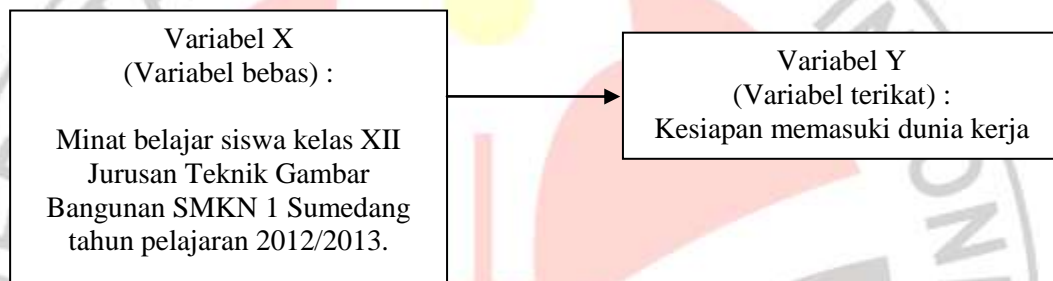 Variabel X
(Variabel bebas) :
Minat belajar siswa kelas XII
Jurusan Teknik Gambar
Bangunan SMKN 1 Sumedang
tahun pelajaran 2012/2013.
Variabel Y
(Variabel terikat) :
Kesiapan memasuki dunia kerja